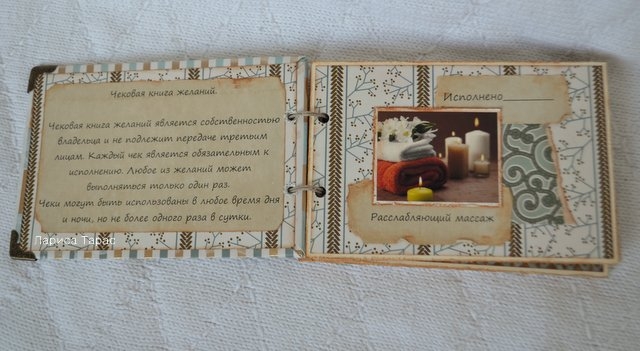 Чековая книга желаний.
Чековая книга желаний является собственностью
владельца и не подлежит передаче третьим
лицам. Каждый чек является обязательным к
исполнению. Любое из желаний может
выполняться только один раз.
Чеки могут быть использованы в любое время дня
и ночи, но не более одного раза в сутки.
Лариса Тарас
Исполнено________
Расслабляющий массаж